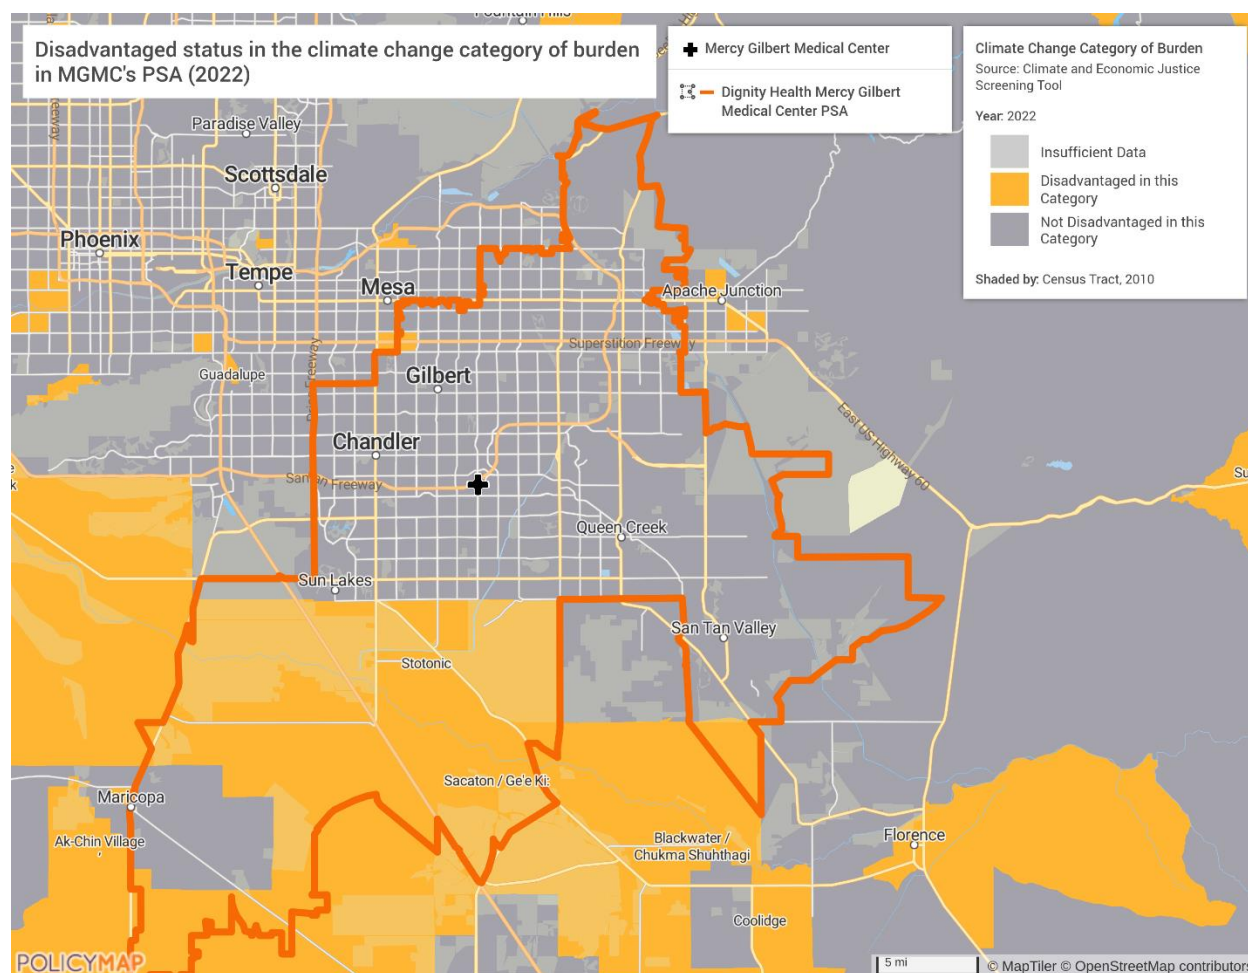 Fountain Hills
Disadvantaged status in the climate change category of burden
in MGMC's PSA (2022)
Mercy Gilbert Medical Center
Dignity Health Mercy Gilbert
Medical Center PSA
Climate Change Category of Burden
Source: Climate and Economic Justice
Screening Tool
Year: 2022
Insufficient Data
Disadvantaged in this
Category
Not Disadvantaged in this
Category
Shaded by: Census Tract, 2010
Paradise Valley
Scottsdale
Phoenix
Tempe
Mesa
Apache Junction
Superstition Freeway
Guadalupe
Gilbert
Freeway
East US Highway 60
Chandler
Freeway
Su
k
Queen Creek
Sun Lakes
San Tan Valley
Stotonic
Sacaton / Ge'e Ki:
Maricopa
Ak-Chin Village
Blackwater /
Chukma Shuhthagi
Florence
Coolidge
POLICYMAP
5 mi
© MapTiler © OpenStreetMap contributors